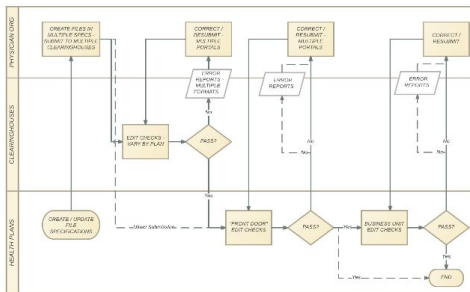 PHYSICIAN ORG
CREATE FILES IN
MULTIPLE SPECS -
SUBMIT TO MULTIPLE
CLEARINGHOUSES
CORRECT /
RESUBMIT -
MULTIPLE
PORTALS
CORRECT /
RESUBMIT -
MULTIPLE
PORTALS
CORRECT /
RESUBMIT
CLEARINGHOUSES
ERROR
REPORTS -
MULTIPLE
FORMATS
ERROR
REPORTS
ERROR
REPORTS
No
EDIT CHECKS -
VARY BY PLAN
PASS?
No
No
No
No
Yes
HEALTH PLANS
CREATE / UPDATE
FILE
SPECIFICATIONS
Direct Submission
"FRONT DOOR"
EDIT CHECKS
PASS?
Yes
BUSINESS UNIT
EDIT CHECKS
PASS?
Yes
Yes
END